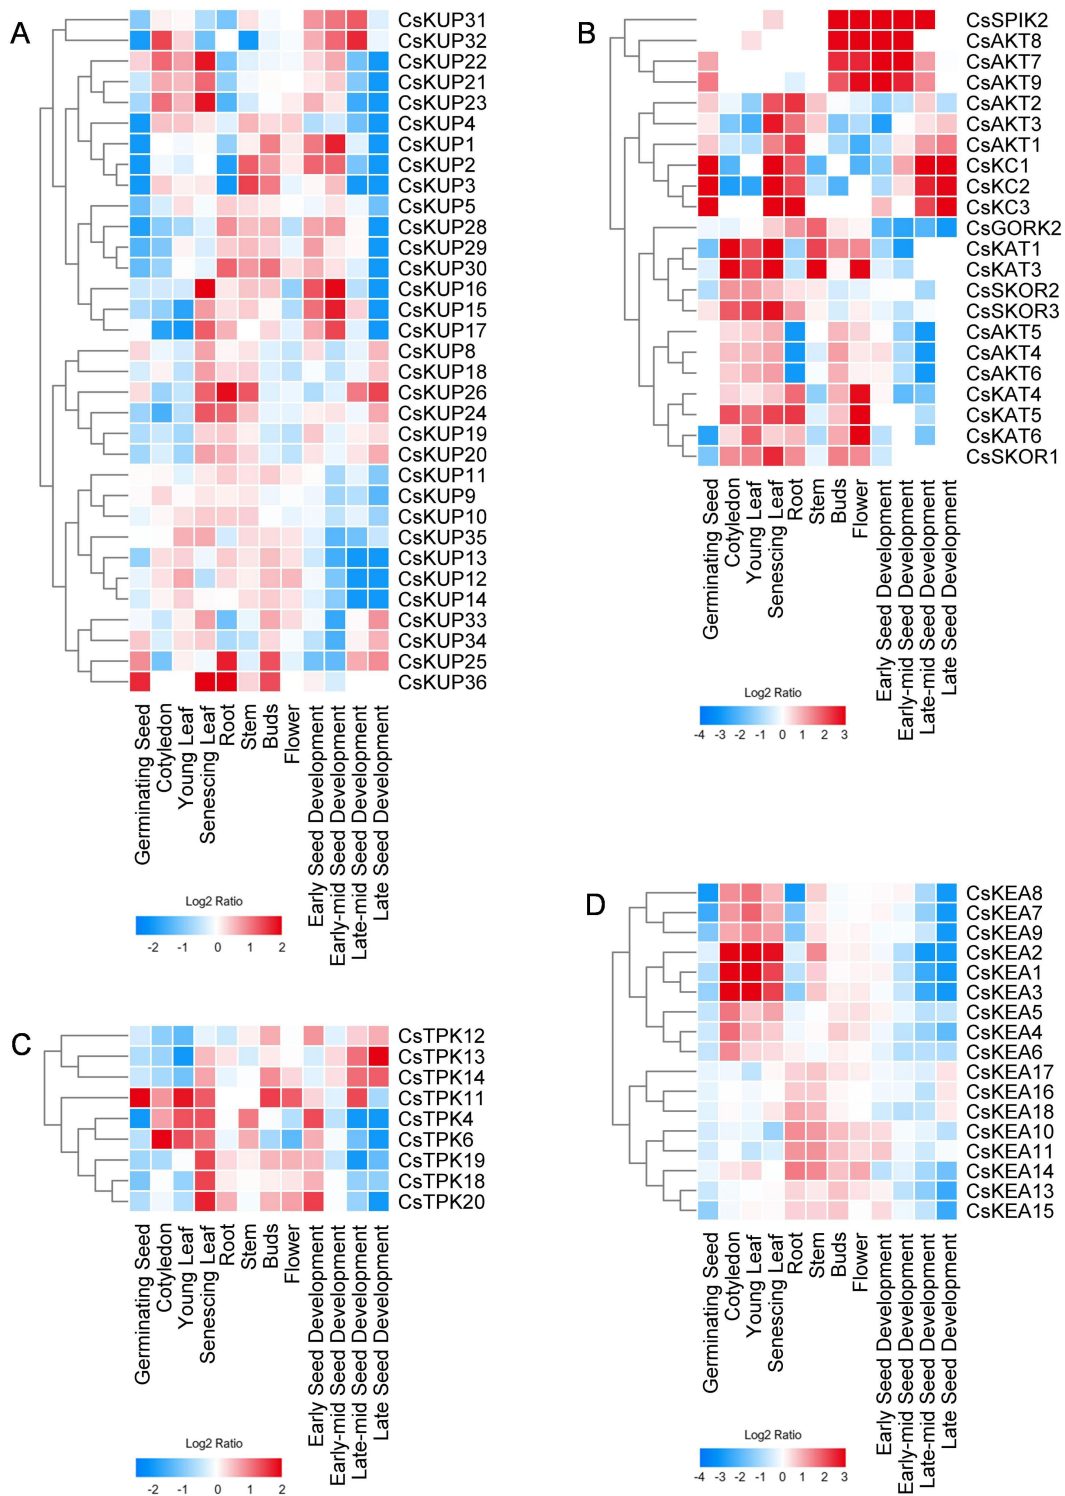 A
CsKUP31
CsKUP32
CsKUP22
CsKUP21
CsKUP23
CsKUP4
CsKUP1
CsKUP2
CsKUP3
CsKUP5
CsKUP28
CsKUP29
CsKUP30
CsKUP16
CsKUP15
CsKUP17
CsKUP8
CsKUP18
CsKUP26
CsKUP24
CsKUP19
CsKUP20
CsKUP11
CsKUP9
CsKUP10
CsKUP35
CsKUP13
CsKUP12
CsKUP14
CsKUP33
CsKUP34
CsKUP25
CsKUP36
Germinating Seed
Cotyledon
Young Leaf
Senescing Leaf
Root
Stem
Buds
Flower
Early Seed Development
Early-mid Seed Development
Late-mid Seed Development
Late Seed Development
Log2 Ratio
-2 -1 0 1 2
B
CsSPIK2
CsAKT8
CsAKT7
CsAKT9
CsAKT2
CsAKT3
CsAKT1
CsKC1
CsKC2
CsKC3
CsGORK2
CsKAT1
CsKAT3
CsSKOR2
CsSKOR3
CsAKT5
CsAKT4
CsAKT6
CsKAT4
CsKAT5
CsKAT6
CsSKOR1
Germinating Seed
Cotyledon
Young Leaf
Senescing Leaf
Root
Stem
Buds
Flower
Early Seed Development
Early-mid Seed Development
Late-mid Seed Development
Late Seed Development
Log2 Ratio
-4 -3 -2 -1 0 1 2 3
C
CsTPK12
CsTPK13
CsTPK14
CsTPK11
CsTPK4
CsTPK6
CsTPK19
CsTPK18
CsTPK20
Germinating Seed
Cotyledon
Young Leaf
Senescing Leaf
Root
Stem
Buds
Flower
Early Seed Development
Early-mid Seed Development
Late-mid Seed Development
Late Seed Development
Log2 Ratio
-2 -1 0 1 2
D
CsKEA8
CsKEA7
CsKEA9
CsKEA2
CsKEA1
CsKEA3
CsKEA5
CsKEA4
CsKEA6
CsKEA17
CsKEA16
CsKEA18
CsKEA10
CsKEA11
CsKEA14
CsKEA13
CsKEA15
Germinating Seed
Cotyledon
Young Leaf
Senescing Leaf
Root
Stem
Buds
Flower
Early Seed Development
Early-mid Seed Development
Late-mid Seed Development
Late Seed Development
Log2 Ratio
-4 -3 -2 -1 0 1 2 3